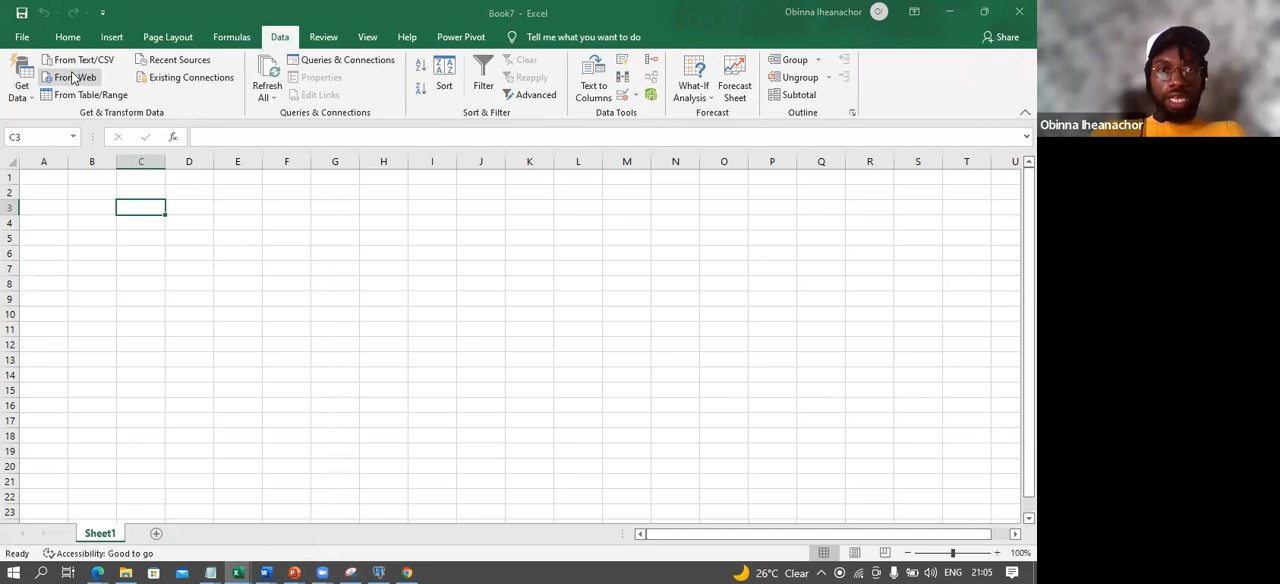 Book7 - Excel
Obinna Iheanachor
OI
File
Home
Insert
Page Layout
Formulas
Data
Review
View
Help
Power Pivot
Tell me what you want to do
Share
Get
Data
From Text/CSV
From Web
From Table/Range
Recent Sources
Existing Connections
Get & Transform Data
Refresh
All
Queries & Connections
Properties
Edit Links
Queries & Connections
Sort
Filter
Clear
Reapply
Advanced
Sort & Filter
Text to
Columns
Data Tools
What-If
Analysis
Forecast
Sheet
Forecast
Group
Ungroup
Subtotal
Outline
Obinna Iheanachor
C3
fx
A B C D E F G H I J K L M N O P Q R S T U
1
2
3
4
5
6
7
8
9
10
11
12
13
14
15
16
17
18
19
20
21
22
23
Sheet1
Ready
Accessibility: Good to go
100%
26°C Clear
ENG
21:05